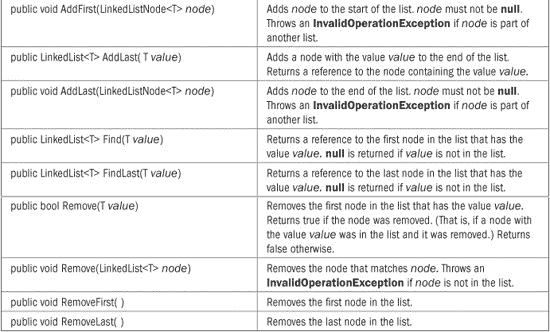 public void AddFirst(LinkedListNode<T> node)
Adds node to the start of the list. node must not be null.
Throws an InvalidOperationException if node is part of
another list.
public LinkedList<T> AddLast( T value)
Adds a node with the value value to the end of the list.
Returns a reference to the node containing the value value.
public void AddLast(LinkedListNode<T> node)
Adds node to the end of the list. node must not be null.
Throws an InvalidOperationException if node is part of
another list.
public LinkedList<T> Find(T value)
Returns a reference to the first node in the list that has the
value value. null is returned if value is not in the list.
public LinkedList<T> FindLast(T value)
Returns a reference to the last node in the list that has the
value value. null is returned if value is not in the list.
public bool Remove(T value)
Removes the first node in the list that has the value value.
Returns true if the node was removed. (That is, if a node with
the value value was in the list and it was removed.) Returns
false otherwise.
public void Remove(LinkedList<T> node)
Removes the node that matches node. Throws an
InvalidOperationException if node is not in the list.
public void RemoveFirst( )
Removes the first node in the list.
public void RemoveLast( )
Removes the last node in the list.